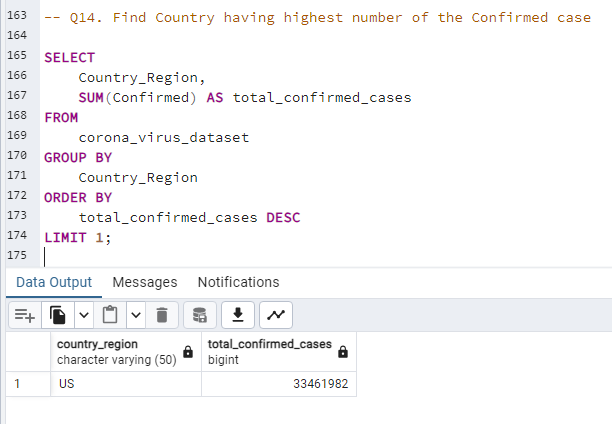 163 -- Q14. Find Country having highest number of the Confirmed case
164
165 SELECT
166 Country_Region,
167 SUM(Confirmed) AS total_confirmed_cases
168 FROM
169 corona_virus_dataset
170 GROUP BY
171 Country_Region
172 ORDER BY
173 total_confirmed_cases DESC
174 LIMIT 1;
175
Data Output Messages Notifications
country_region total_confirmed_cases
character varying (50) bigint
1 US 33461982